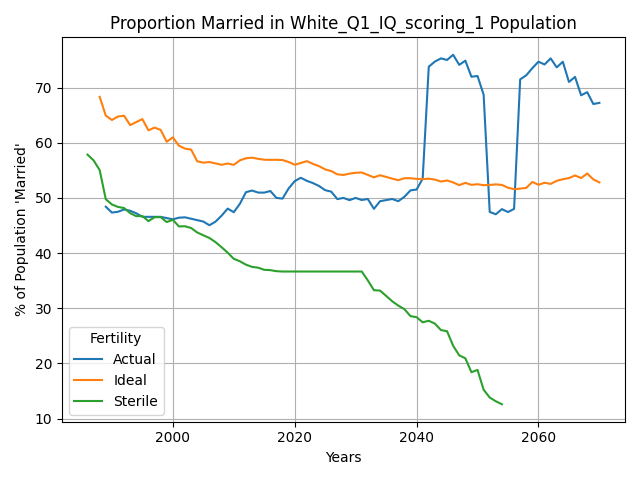 Proportion Married in White_Q1_IQ_scoring_1 Population
% of Population 'Married'
70
60
50
40
30
20
10
Fertility
Actual
Ideal
Sterile
2000
2020
2040
2060
Years